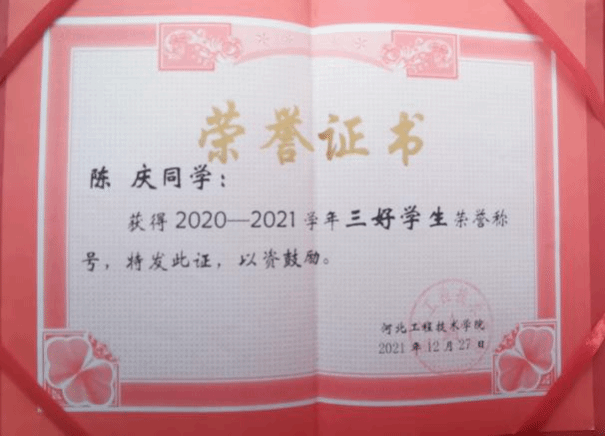 荣誉证书
陈 庆同学：
获得 2020—2021 学年三好学生荣誉称
号，特发此证，以资鼓励。
河北工程技术学院
2021 年 12 月 27 日